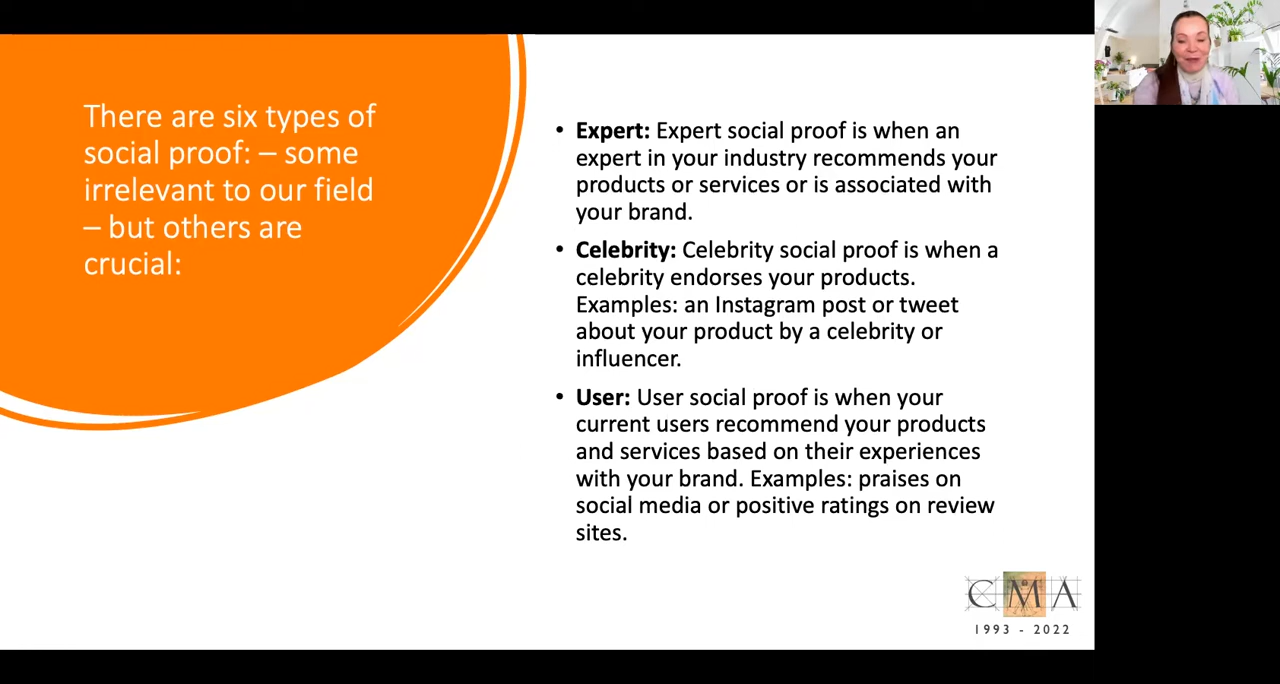 There are six types of
social proof: – some
irrelevant to our field
– but others are
crucial:
• Expert: Expert social proof is when an
expert in your industry recommends your
products or services or is associated with
your brand.
• Celebrity: Celebrity social proof is when a
celebrity endorses your products.
Examples: an Instagram post or tweet
about your product by a celebrity or
influencer.
• User: User social proof is when your
current users recommend your products
and services based on their experiences
with your brand. Examples: praises on
social media or positive ratings on review
sites.
CMA
1993 - 2022